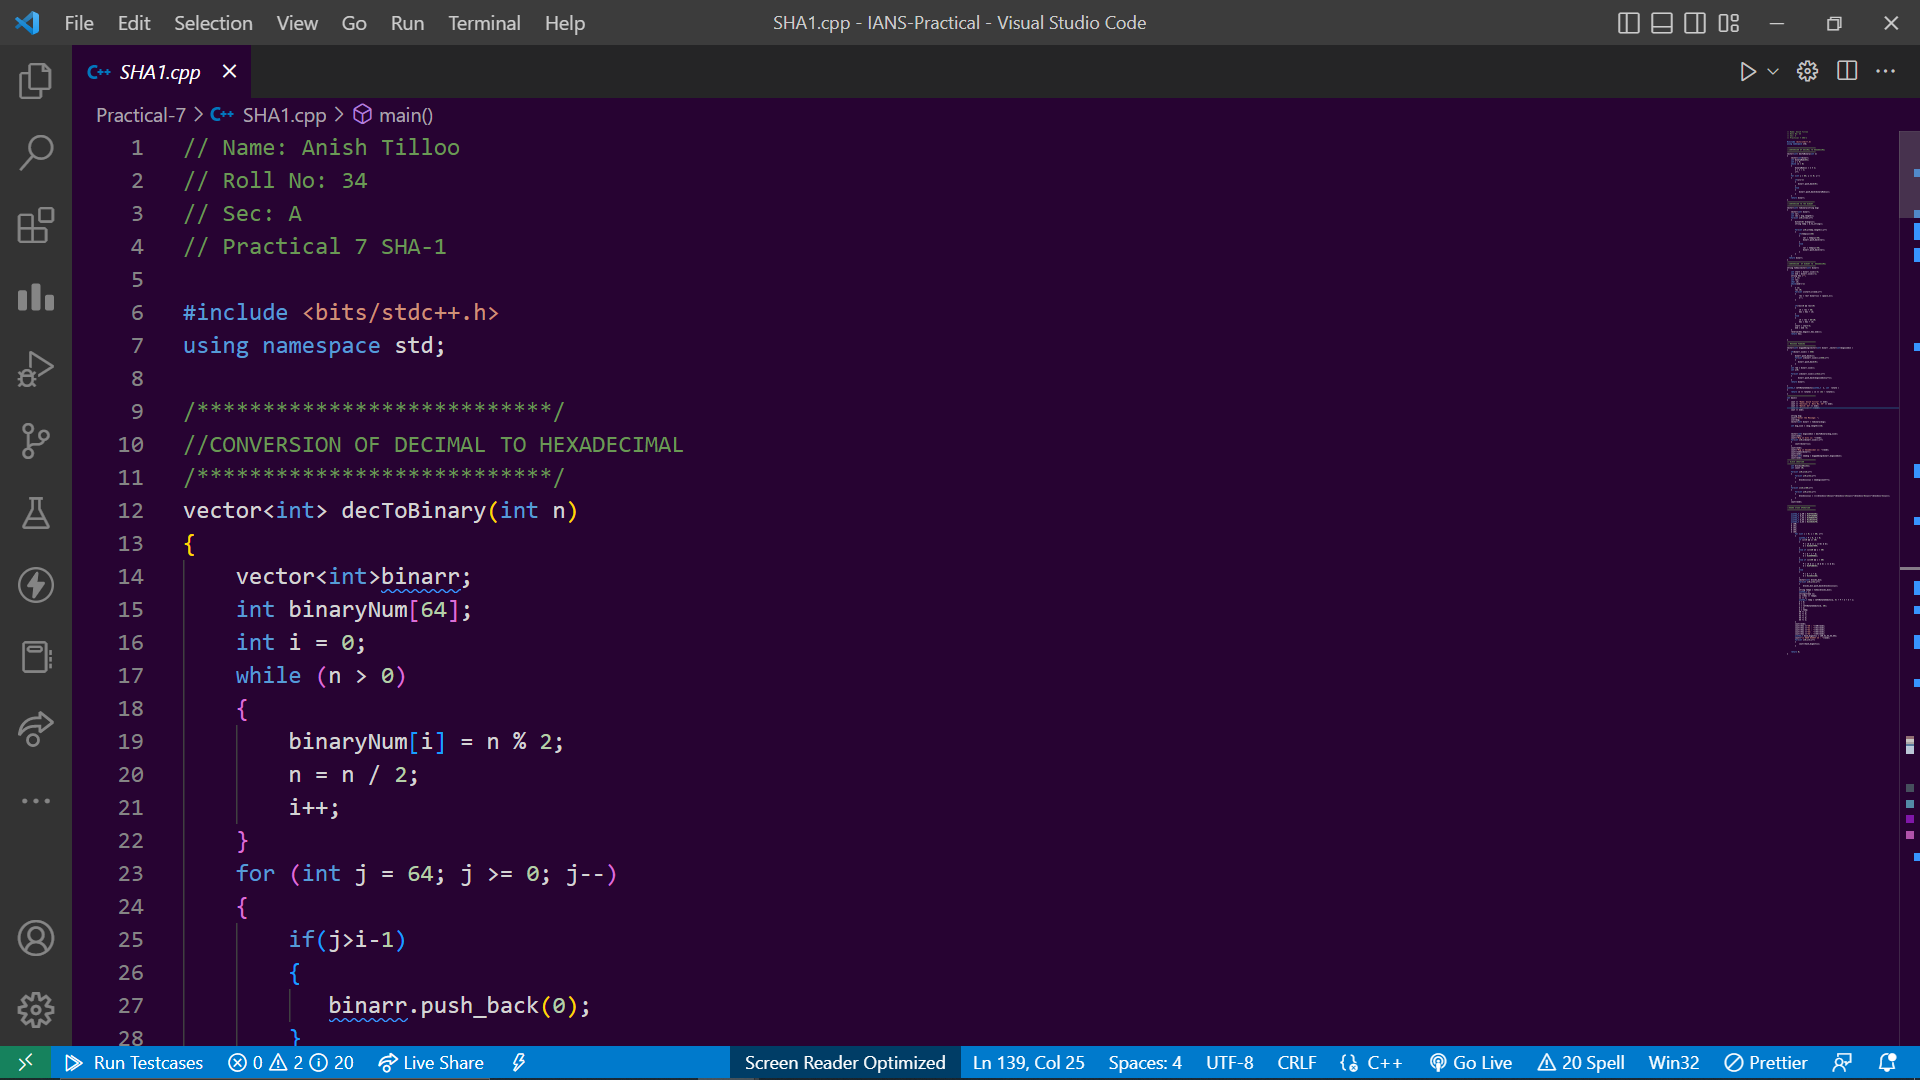 File Edit Selection View Go Run Terminal Help SHA1.cpp - IANS-Practical - Visual Studio Code
C++ SHA1.cpp
Practical-7 > C++ SHA1.cpp > main()
1 // Name: Anish Tilloo
2 // Roll No: 34
3 // Sec: A
4 // Practical 7 SHA-1
5
6 #include <bits/stdc++.h>
7 using namespace std;
8
9 /***************************/
10 //CONVERSION OF DECIMAL TO HEXADECIMAL
11 /***************************/
12 vector<int> decToBinary(int n)
13 {
14 vector<int>binarr;
15 int binaryNum[64];
16 int i = 0;
17 while (n > 0)
18 {
19 binaryNum[i] = n % 2;
20 n = n / 2;
21 i++;
22 }
23 for (int j = 64; j >= 0; j--)
24 {
25 if(j>i-1)
26 {
27 binarr.push_back(0);
28 }
Run Testcases 0 2 20 Live Share Screen Reader Optimized Ln 139, Col 25 Spaces: 4 UTF-8 CRLF C++ Go Live 20 Spell Win32 Prettier